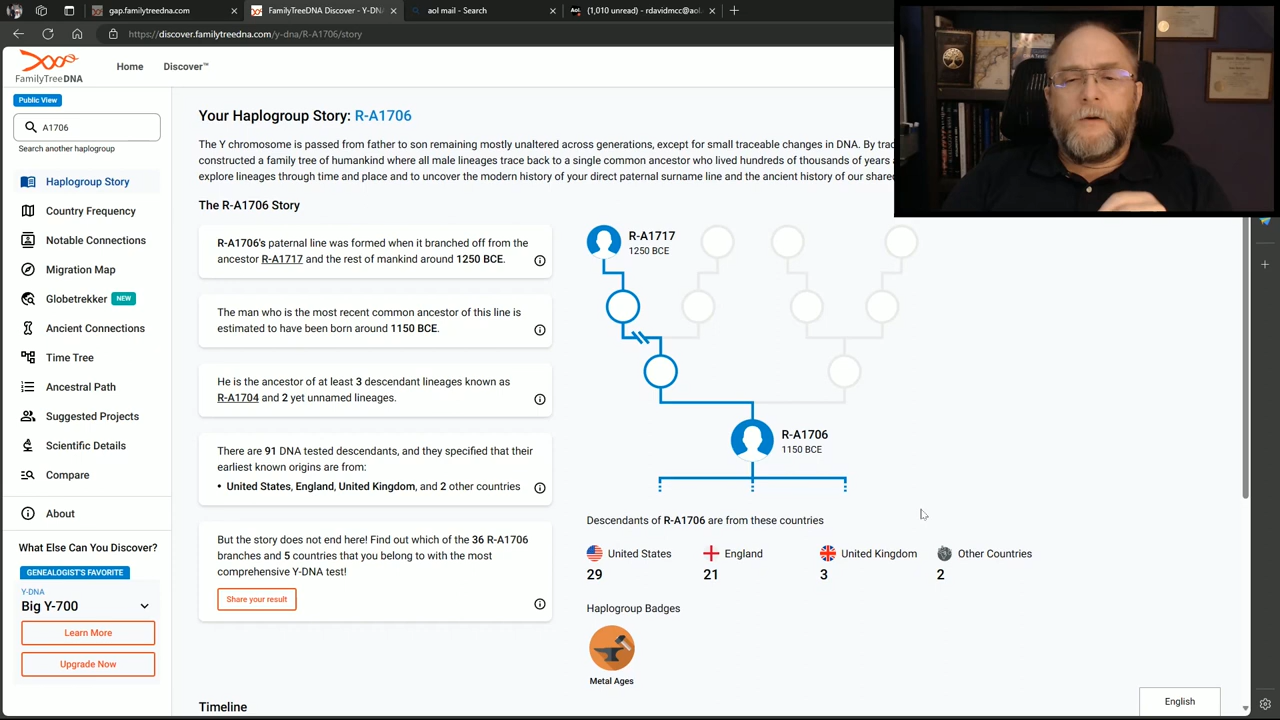 gap.familytreedna.com
FamilyTreeDNA Discover - Y-DNA
aol mail - Search
(1,010 unread) - rdavidmcc@aol.
https://discover.familytreedna.com/y-dna/R-A1706/story
FamilyTreeDNA
Home
Discover™
Public View
A1706
Search another haplogroup
Haplogroup Story
Country Frequency
Notable Connections
Migration Map
Globetrekker NEW
Ancient Connections
Time Tree
Ancestral Path
Suggested Projects
Scientific Details
Compare
About
What Else Can You Discover?
GENEALOGIST'S FAVORITE
Y-DNA
Big Y-700
Learn More
Upgrade Now
Your Haplogroup Story: R-A1706
The Y chromosome is passed from father to son remaining mostly unaltered across generations, except for small traceable changes in DNA. By trac
constructed a family tree of humankind where all male lineages trace back to a single common ancestor who lived hundreds of thousands of years a
explore lineages through time and place and to uncover the modern history of your direct paternal surname line and the ancient history of our shared
The R-A1706 Story
R-A1706's paternal line was formed when it branched off from the
ancestor R-A1717 and the rest of mankind around 1250 BCE.
The man who is the most recent common ancestor of this line is
estimated to have been born around 1150 BCE.
He is the ancestor of at least 3 descendant lineages known as
R-A1704 and 2 yet unnamed lineages.
There are 91 DNA tested descendants, and they specified that their
earliest known origins are from:
• United States, England, United Kingdom, and 2 other countries
But the story does not end here! Find out which of the 36 R-A1706
branches and 5 countries that you belong to with the most
comprehensive Y-DNA test!
Share your result
R-A1717
1250 BCE
R-A1706
1150 BCE
Descendants of R-A1706 are from these countries
United States
29
England
21
United Kingdom
3
Other Countries
2
Haplogroup Badges
Metal Ages
Timeline
English